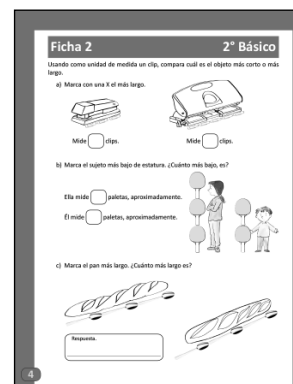 Ficha 2
2° Básico
Usando como unidad de medida un clip, compara cuál es el objeto más corto o más
largo.
a) Marca con una X el más largo.
Mide clips.
Mide clips.
b) Marca el sujeto más bajo de estatura. ¿Cuánto más bajo, es?
Ella mide paletas, aproximadamente.
Él mide paletas, aproximadamente.
c) Marca el pan más largo. ¿Cuánto más largo es?
Respuesta.
4